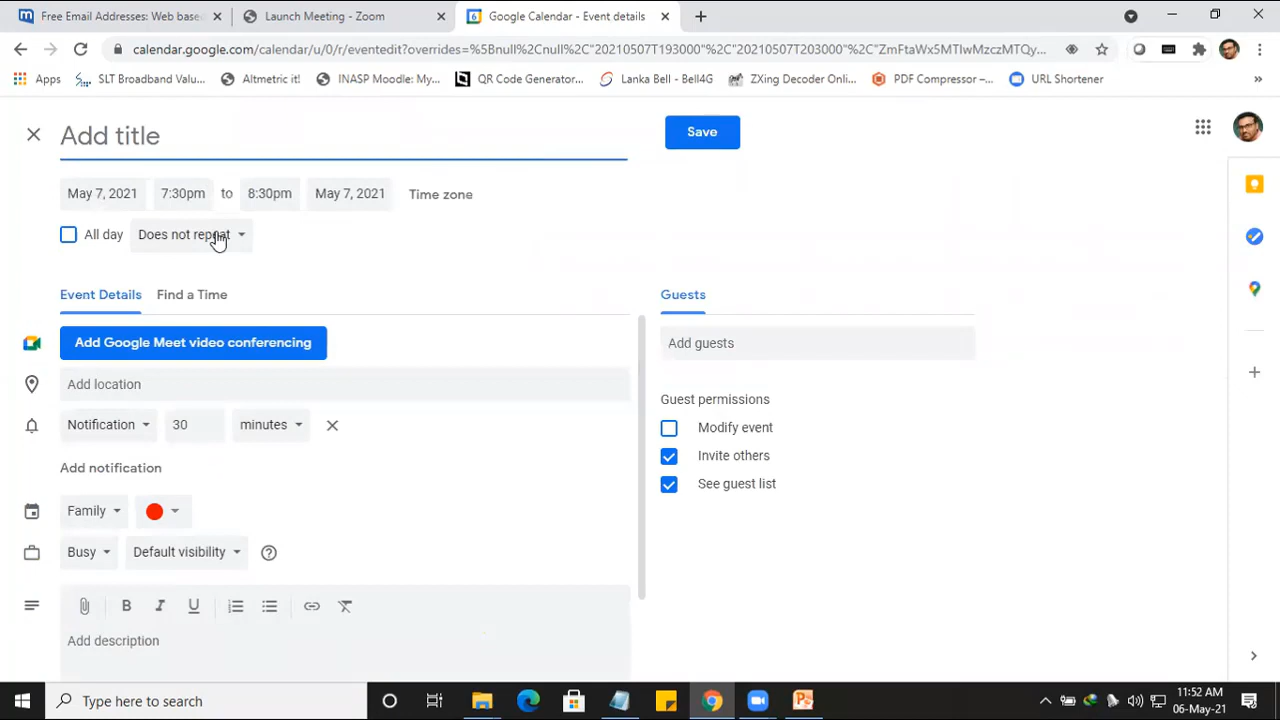 Free Email Addresses: Web base
Launch Meeting - Zoom
Google Calendar - Event details
calendar.google.com/calendar/u/0/r/eventedit?overrides=%5Bnull%2Cnull%2C"20210507T193000"%2C"20210507T203000"%2C"ZmFtaWx5MTIwMzczMTQy...
Apps
SLT Broadband Valu...
Altmetric it!
INASP Moodle: My...
QR Code Generator...
Lanka Bell - Bell4G
ZXing Decoder Onli...
PDF Compressor –...
URL Shortener
»
Add title
Save
May 7, 2021
7:30pm
to
8:30pm
May 7, 2021
Time zone
All day
Does not repeat
Event Details
Find a Time
Guests
Add Google Meet video conferencing
Add guests
Add location
Guest permissions
Notification
30
minutes
Modify event
Invite others
Add notification
See guest list
Family
Busy
Default visibility
B I U
Add description
Type here to search
11:52 AM
06-May-21